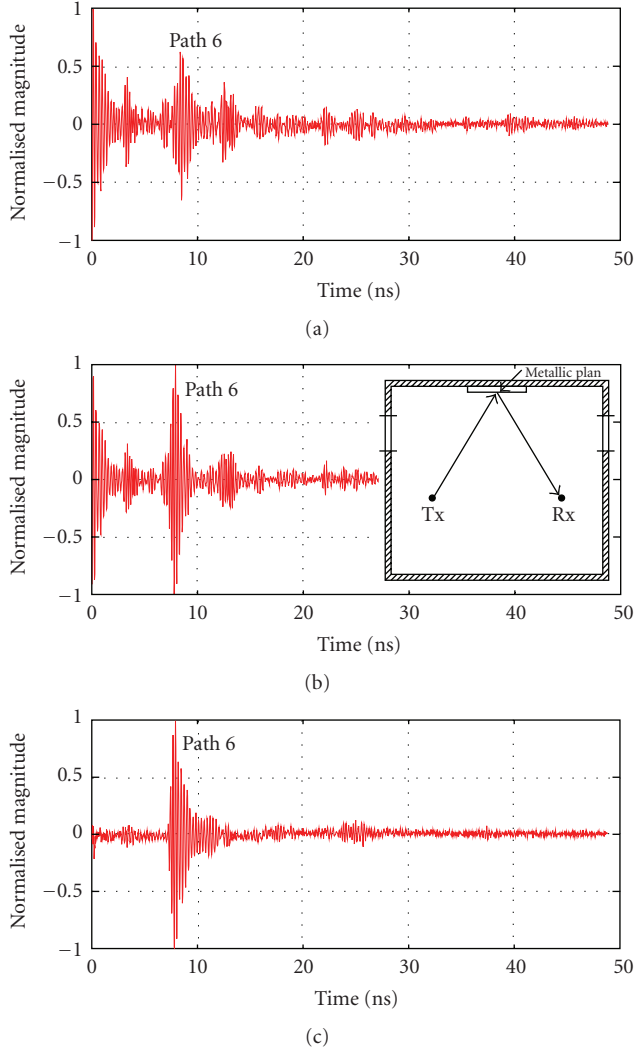 1
0.5
0
−0.5
−1
Normalised magnitude
Path 6
0 10 20 30 40 50
Time (ns)
(a)
1
0.5
0
−0.5
−1
Normalised magnitude
Path 6
Metallic plan
Tx
Rx
0 10 20 30 40 50
Time (ns)
(b)
1
0.5
0
−0.5
−1
Normalised magnitude
Path 6
0 10 20 30 40 50
Time (ns)
(c)